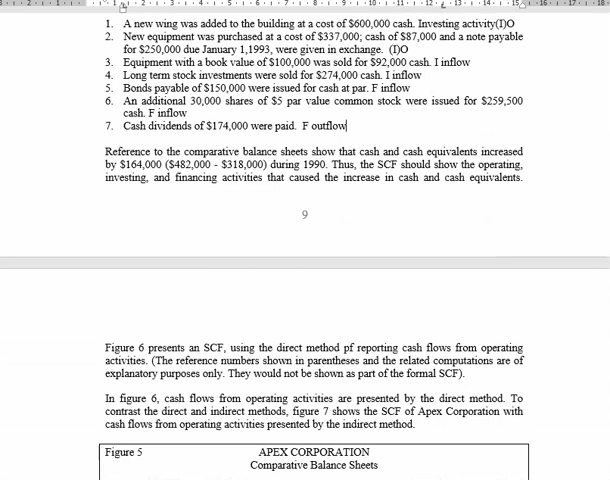 1. A new wing was added to the building at a cost of $600,000 cash. Investing activity(I)O
2. New equipment was purchased at a cost of $337,000; cash of $87,000 and a note payable
for $250,000 due January 1,1993, were given in exchange. (I)O
3. Equipment with a book value of $100,000 was sold for $92,000 cash. I inflow
4. Long term stock investments were sold for $274,000 cash. I inflow
5. Bonds payable of $150,000 were issued for cash at par. F inflow
6. An additional 30,000 shares of $5 par value common stock were issued for $259,500
cash. F inflow
7. Cash dividends of $174,000 were paid. F outflow
Reference to the comparative balance sheets show that cash and cash equivalents increased
by $164,000 ($482,000 - $318,000) during 1990. Thus, the SCF should show the operating,
investing, and financing activities that caused the increase in cash and cash equivalents.
9
Figure 6 presents an SCF, using the direct method pf reporting cash flows from operating
activities. (The reference numbers shown in parentheses and the related computations are of
explanatory purposes only. They would not be shown as part of the formal SCF).
In figure 6, cash flows from operating activities are presented by the direct method. To
contrast the direct and indirect methods, figure 7 shows the SCF of Apex Corporation with
cash flows from operating activities presented by the indirect method.
Figure 5 APEX CORPORATION
Comparative Balance Sheets